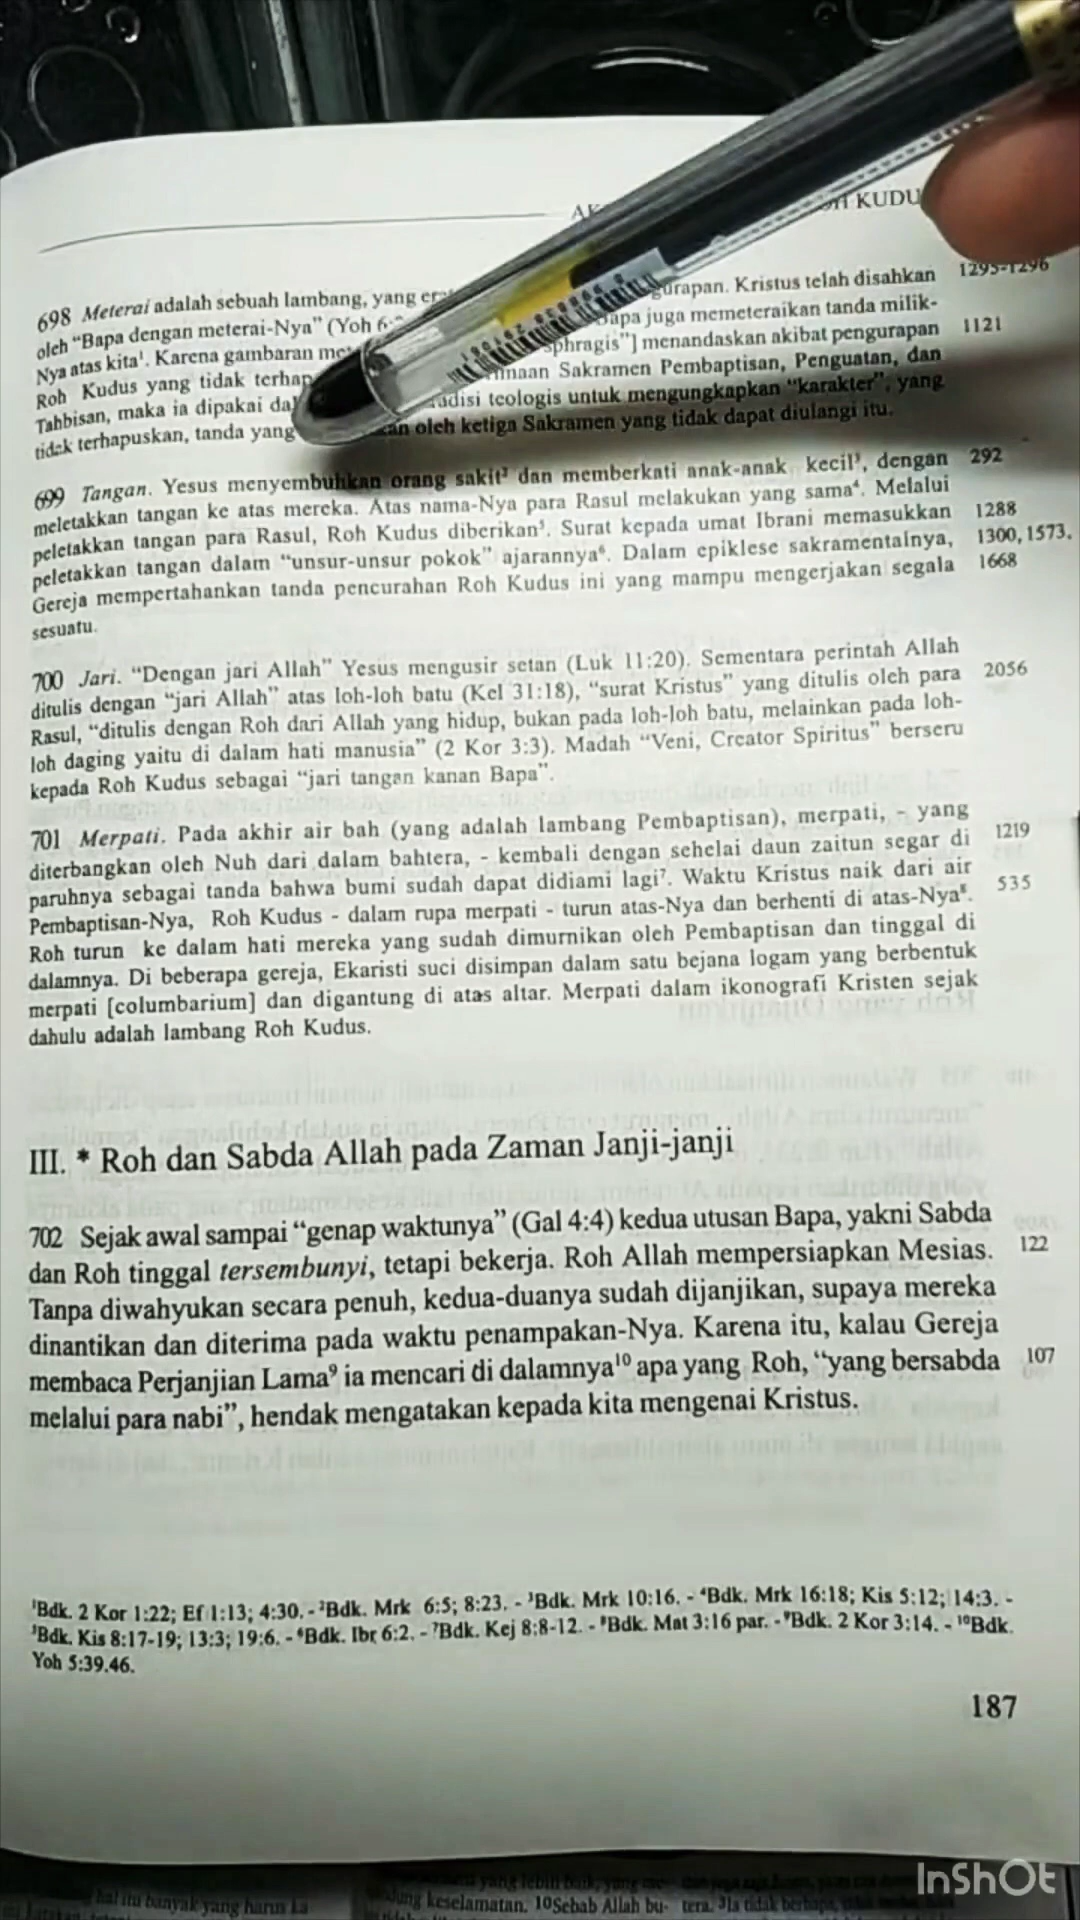 KUDU
698 Meterai adalah sebuah lambang, yang gurapan. Kristus telah disahkan 1295-1296
oleh “Bapa dengan meterai-Nya” (Yoh Bapa juga memeteraikan tanda milik-
Nya atas kita¹. Karena gambaran sphragis”] menandaskan akibat pengurapan 1121
Roh Kudus yang tidak Sakramen Pembaptisan, Penguatan, dan
Tahbisan, maka ia dipakai teologis untuk mengungkapkan “karakter”, yang
tidak terhapuskan, tanda yang oleh ketiga Sakramen yang tidak dapat diulangi itu.
699 Tangan. Yesus menyembuhkan orang sakit² dan memberkati anak-anak kecil³, dengan 292
meletakkan tangan ke atas mereka. Atas nama-Nya para Rasul melakukan yang sama⁴. Melalui
peletakkan tangan para Rasul, Roh Kudus diberikan⁵. Surat kepada umat Ibrani memasukkan 1288
peletakkan tangan dalam “unsur-unsur pokok” ajarannya⁶. Dalam epiklese sakramentalnya, 1300, 1573.
Gereja mempertahankan tanda pencurahan Roh Kudus ini yang mampu mengerjakan segala 1668
sesuatu.
700 Jari. “Dengan jari Allah” Yesus mengusir setan (Luk 11:20). Sementara perintah Allah
ditulis dengan “jari Allah” atas loh-loh batu (Kel 31:18), “surat Kristus” yang ditulis oleh para 2056
Rasul, “ditulis dengan Roh dari Allah yang hidup, bukan pada loh-loh batu, melainkan pada loh-
loh daging yaitu di dalam hati manusia” (2 Kor 3:3). Madah “Veni, Creator Spiritus” berseru
kepada Roh Kudus sebagai “jari tangan kanan Bapa”.
701 Merpati. Pada akhir air bah (yang adalah lambang Pembaptisan), merpati, - yang
diterbangkan oleh Nuh dari dalam bahtera, - kembali dengan sehelai daun zaitun segar di 1219
paruhnya sebagai tanda bahwa bumi sudah dapat didiami lagi⁷. Waktu Kristus naik dari air
Pembaptisan-Nya, Roh Kudus - dalam rupa merpati - turun atas-Nya dan berhenti di atas-Nya⁸. 535
Roh turun ke dalam hati mereka yang sudah dimurnikan oleh Pembaptisan dan tinggal di
dalamnya. Di beberapa gereja, Ekaristi suci disimpan dalam satu bejana logam yang berbentuk
merpati [columbarium] dan digantung di atas altar. Merpati dalam ikonografi Kristen sejak
dahulu adalah lambang Roh Kudus.
III. * Roh dan Sabda Allah pada Zaman Janji-janji
702 Sejak awal sampai “genap waktunya” (Gal 4:4) kedua utusan Bapa, yakni Sabda
dan Roh tinggal tersembunyi, tetapi bekerja. Roh Allah mempersiapkan Mesias. 122
Tanpa diwahyukan secara penuh, kedua-duanya sudah dijanjikan, supaya mereka
dinantikan dan diterima pada waktu penampakan-Nya. Karena itu, kalau Gereja
membaca Perjanjian Lama⁹ ia mencari di dalamnya¹⁰ apa yang Roh, “yang bersabda 107
melalui para nabi”, hendak mengatakan kepada kita mengenai Kristus.
¹Bdk. 2 Kor 1:22; Ef 1:13; 4:30. - ²Bdk. Mrk 6:5; 8:23. - ³Bdk. Mrk 10:16. - ⁴Bdk. Mrk 16:18; Kis 5:12; 14:3. -
⁵Bdk. Kis 8:17-19; 13:3; 19:6. - ⁶Bdk. Ibr 6:2. - ⁷Bdk. Kej 8:8-12. - ⁸Bdk. Mat 3:16 par. - ⁹Bdk. 2 Kor 3:14. - ¹⁰Bdk.
Yoh 5:39.46.
187
InShOt
hal itu banyak yang harus
keselamatan. 10Sebab Allah bu-